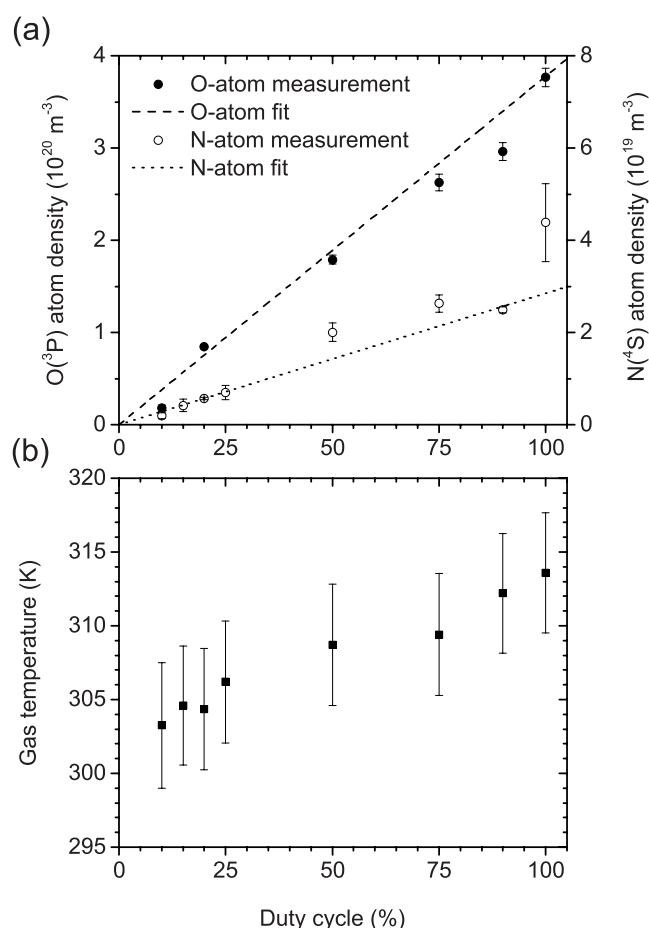 (a)
O-atom measurement
O-atom fit
N-atom measurement
N-atom fit
O(³P) atom density (10²⁰ m⁻³)
4
3
2
1
0
N(⁴S) atom density (10¹⁹ m⁻³)
8
6
4
2
0
0 25 50 75 100
(b)
Gas temperature (K)
320
315
310
305
300
295
0 25 50 75 100
Duty cycle (%)